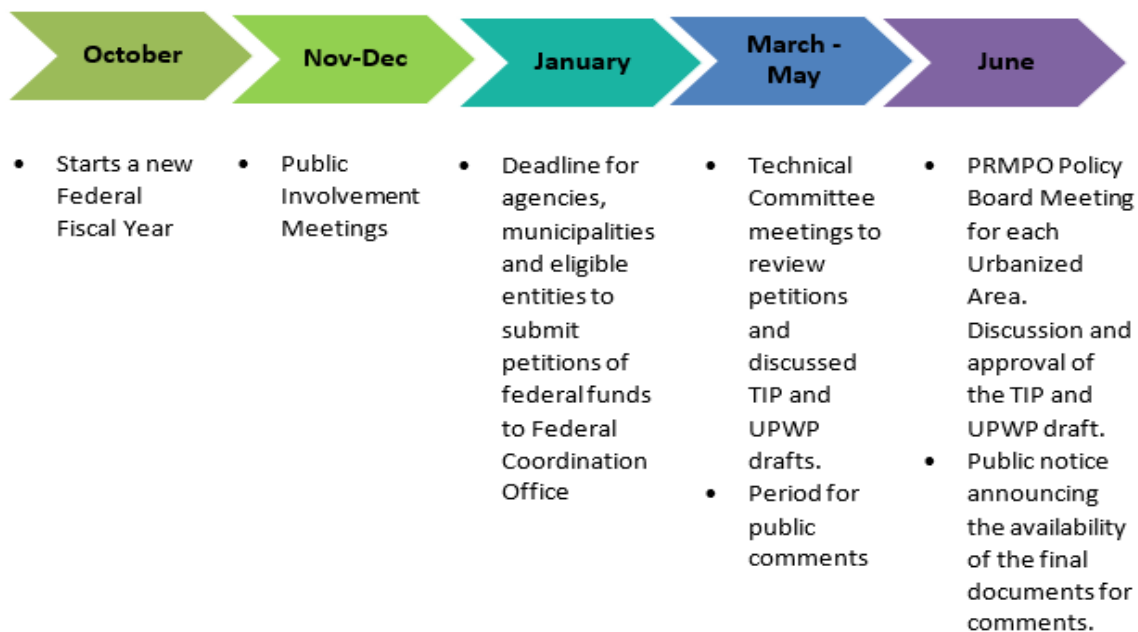 October
Nov-Dec
January
March -
May
June
• Starts a new
Federal
Fiscal Year
• Public
Involvement
Meetings
• Deadline for
agencies,
municipalities
and eligible
entities to
submit
petitions of
federal funds
to Federal
Coordination
Office
• Technical
Committee
meetings to
review
petitions
and
discussed
TIP and
UPWP
drafts.
• Period for
public
comments
• PRMPO Policy
Board Meeting
for each
Urbanized
Area.
Discussion and
approval of
the TIP and
UPWP draft.
• Public notice
announcing
the availability
of the final
documents for
comments.